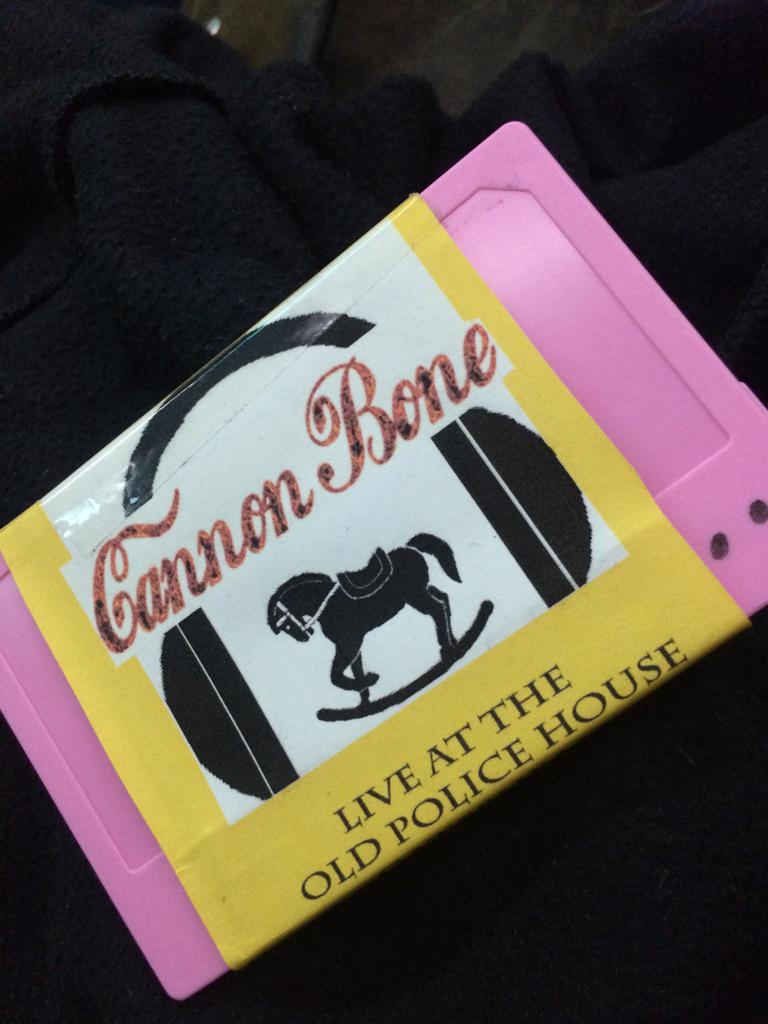 Cannon Bone
LIVE AT THE
OLD POLICE HOUSE